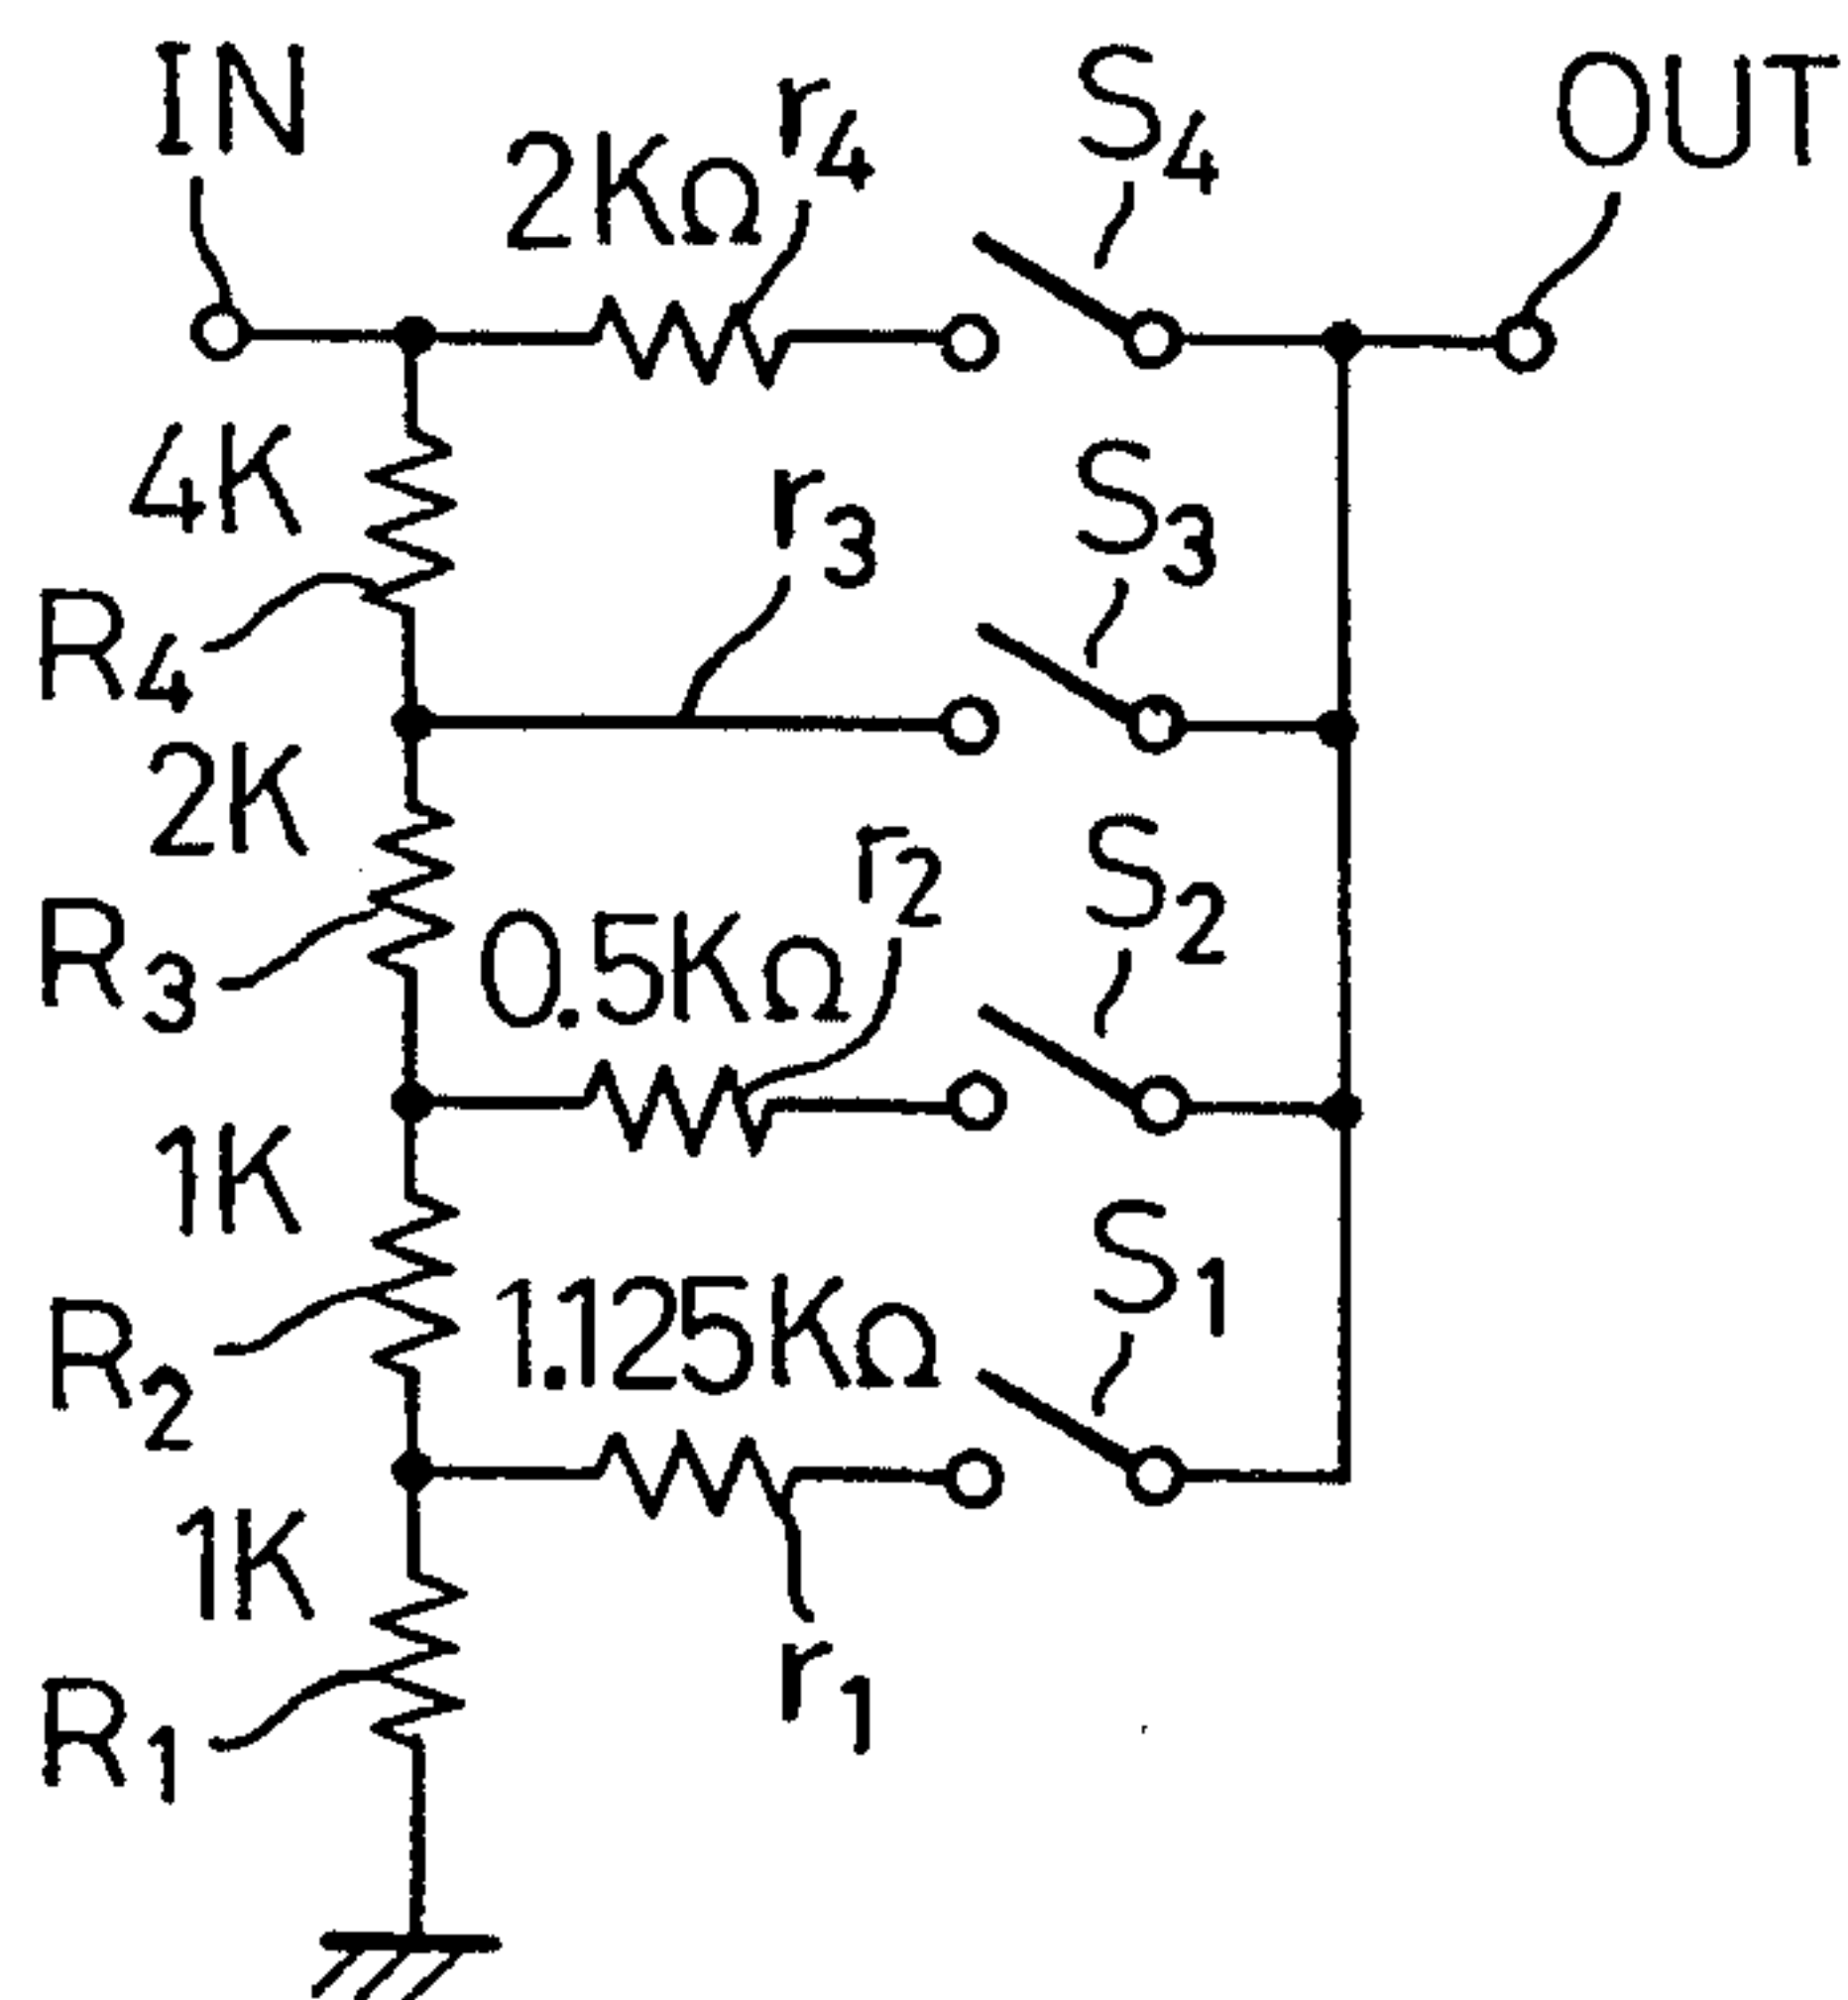 IN
2KΩ
r4
S4
OUT
4K
R4
r3
S3
2K
R3
0.5KΩ
r2
S2
1K
R2
1.125KΩ
S1
1K
R1
r1